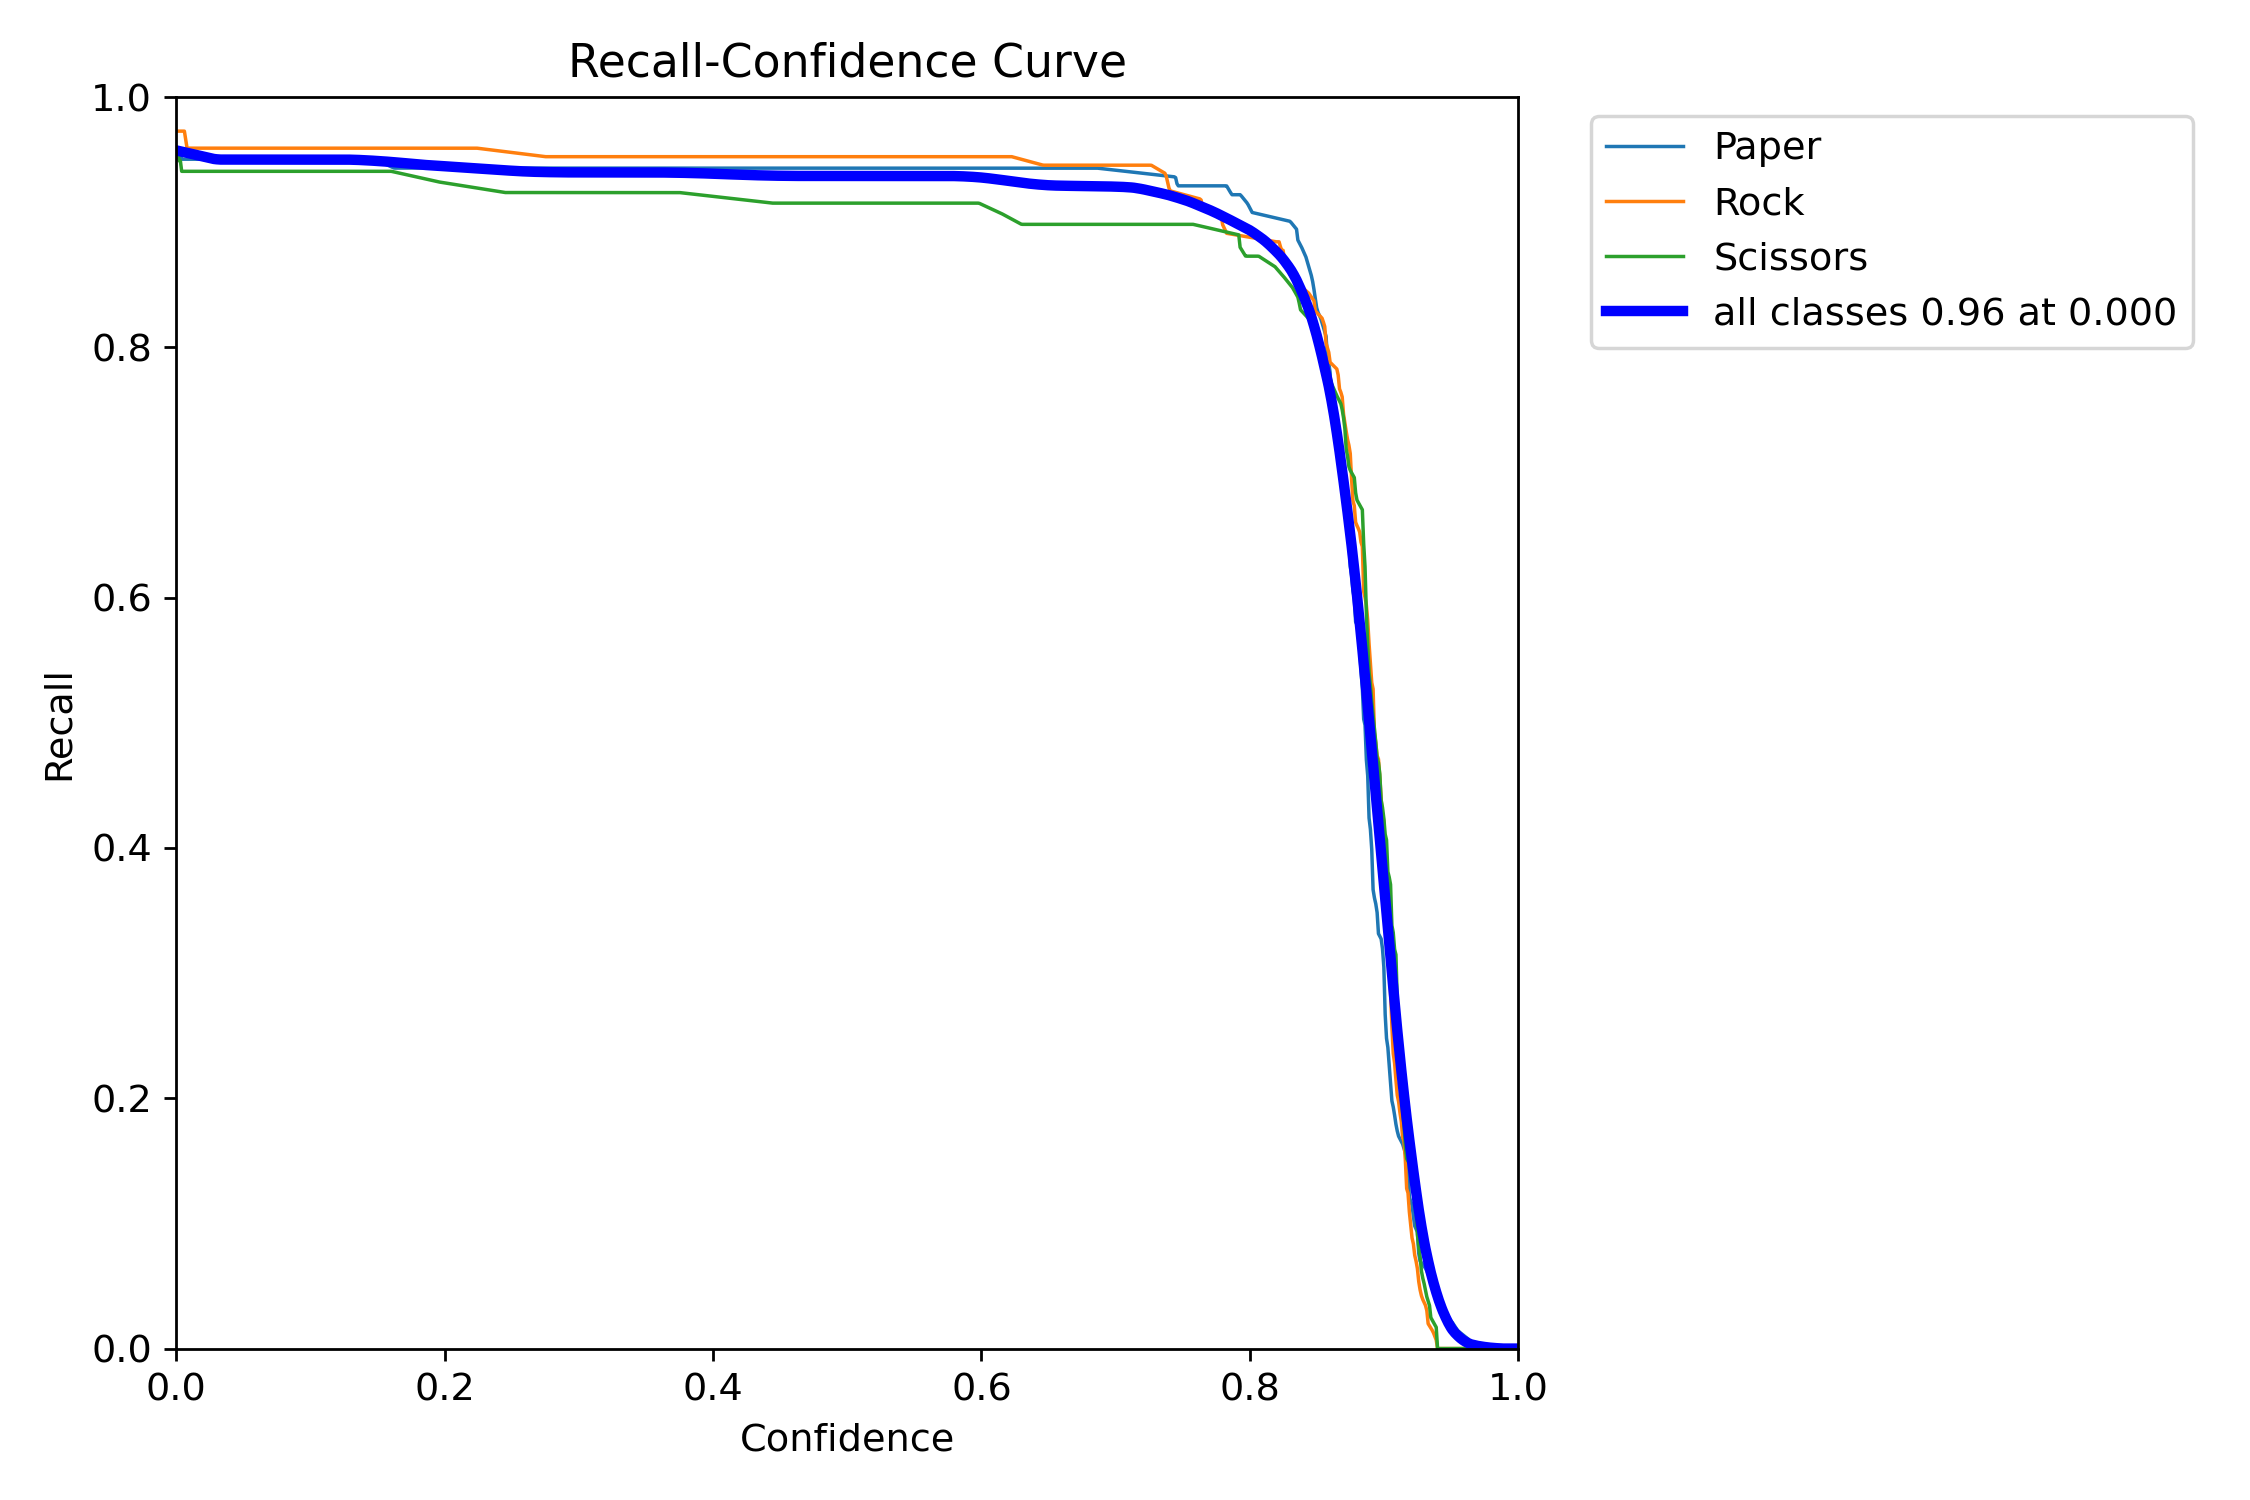 Recall-Confidence Curve
1.0
0.8
0.6
0.4
0.2
0.0
Recall
0.0 0.2 0.4 0.6 0.8 1.0
Confidence
Paper
Rock
Scissors
all classes 0.96 at 0.000